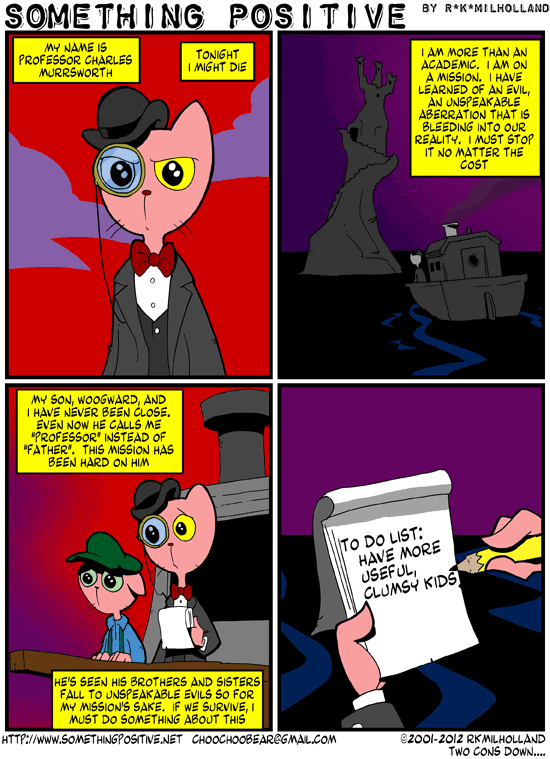 SOMETHING POSITIVE BY R*K*MILHOLLAND
MY NAME IS
PROFESSOR CHARLES
MURRSWORTH
TONIGHT
I MIGHT DIE
I AM MORE THAN AN
ACADEMIC. I AM ON
A MISSION. I HAVE
LEARNED OF AN EVIL,
AN UNSPEAKABLE
ABERRATION THAT IS
BLEEDING INTO OUR
REALITY. I MUST STOP
IT NO MATTER THE
COST
MY SON, WOOGWARD, AND
I HAVE NEVER BEEN CLOSE.
EVEN NOW HE CALLS ME
"PROFESSOR" INSTEAD OF
"FATHER". THIS MISSION HAS
BEEN HARD ON HIM
HE'S SEEN HIS BROTHERS AND SISTERS
FALL TO UNSPEAKABLE EVILS SO FOR
MY MISSION'S SAKE. IF WE SURVIVE, I
MUST DO SOMETHING ABOUT THIS
TO DO LIST:
HAVE MORE
USEFUL,
CLUMSY KIDS
HTTP://WWW.SOMETHINGPOSITIVE.NET CHOOCHOOBEAR@GMAIL.COM ©2001-2012 RKMILHOLLAND
TWO CONS DOWN....